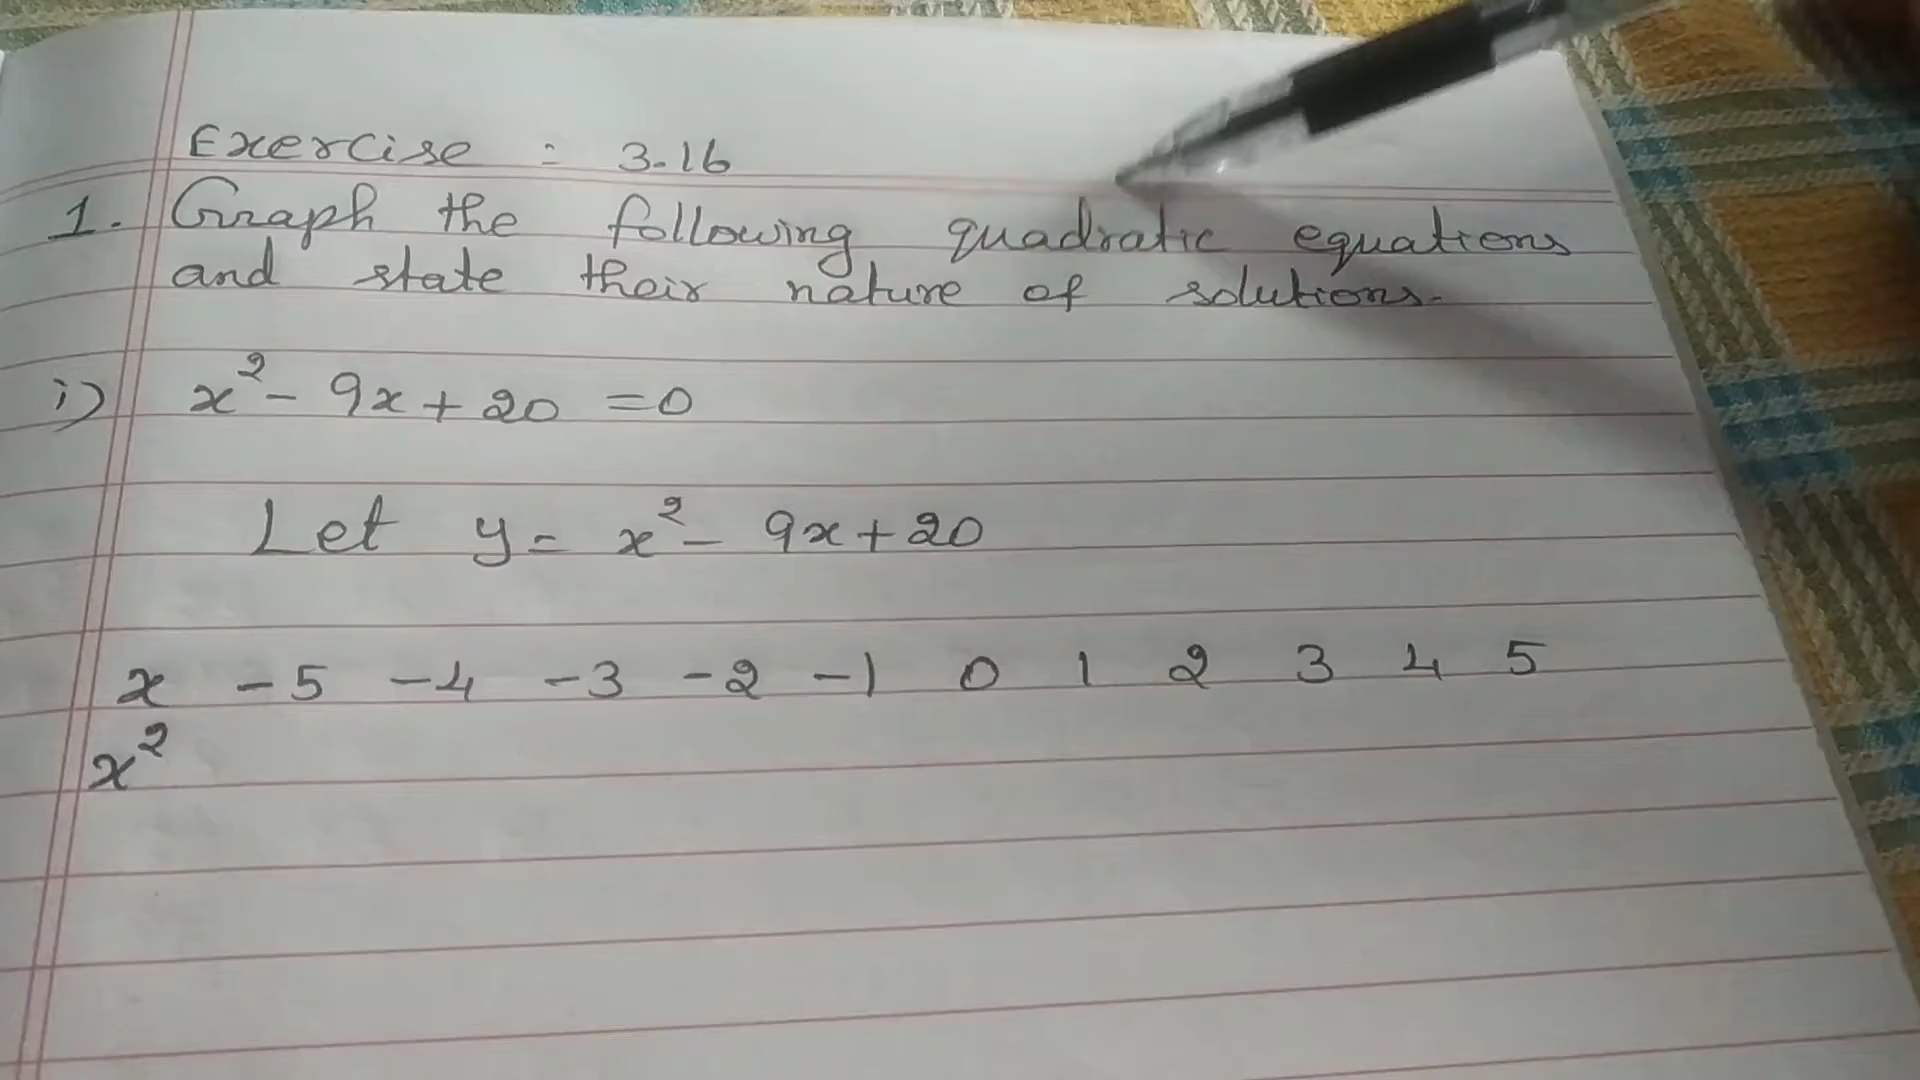 Exercise : 3.16
1. Graph the following quadratic equations
and state their nature of solutions.
i) x² - 9x + 20 = 0
Let y = x² - 9x + 20
x -5 -4 -3 -2 -1 0 1 2 3 4 5
x²